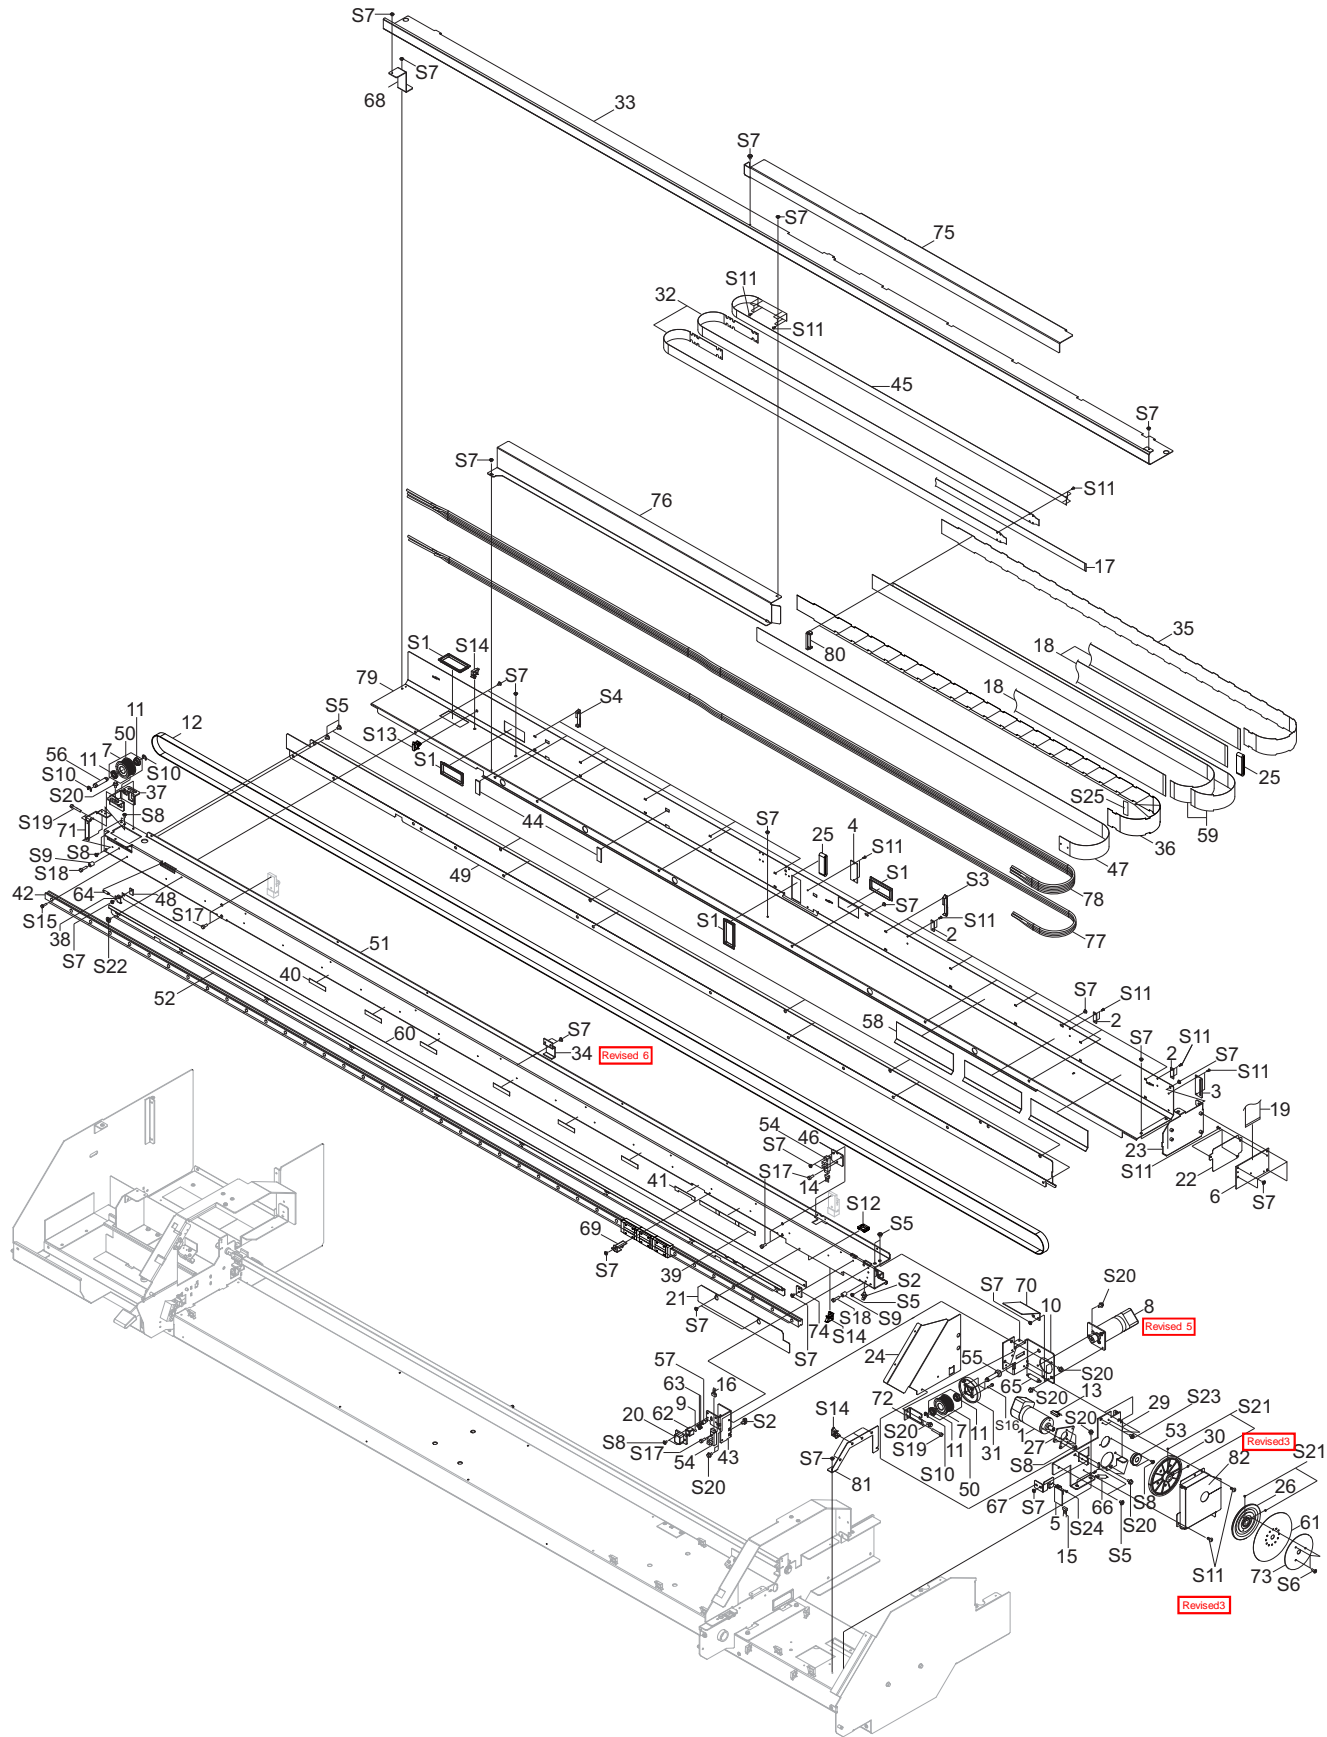 S7
S7
68
33
S7
S7
75
32
S11
S11
45
S7
S7
76
S11
17
35
80
18
18
25
S25
59
36
47
78
77
S1
S14
79
S7
S4
S13
S1
44
S5
12
11
50
7
11
56
S10
S10
S20
37
S19
71
S8
S8
S9
S18
64
48
42
S15
38
S7
S22
S17
49
51
52
40
60
S7
25
4
S11
S1
S7
S3
S11
2
S1
58
S7
S11
2
S7
2
S11
S7
S11
3
19
23
S11
22
6
S7
S7
34
Revised 6
54
46
S7
S17
14
41
S12
S5
69
S7
39
S2
S5
S9
S18
74
S14
S7
21
S7
57
16
63
9
62
20
S8
S17
54
43
S2
S20
24
S7
70
10
S20
8
Revised 5
55
65
S20
S20
13
72
S20
S19
7
11
S10
50
31
S16
1
27
S20
S8
29
S23
53
S21
30
Revised3
S21
82
26
61
S14
S7
81
67
S7
5
S24
15
66
S20
S5
S8
S11
73
S6
Revised3